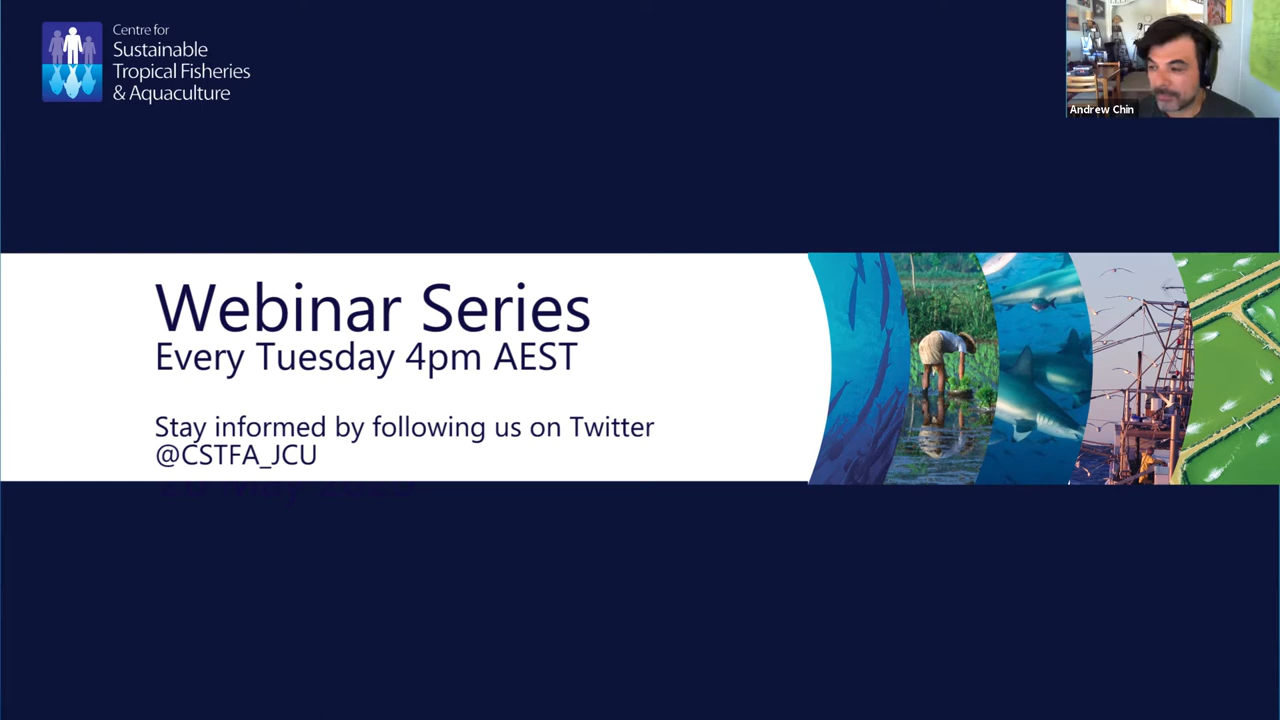 Centre for
Sustainable
Tropical Fisheries
& Aquaculture
Andrew Chin
Webinar Series
Every Tuesday 4pm AEST
Stay informed by following us on Twitter
@CSTFA_JCU